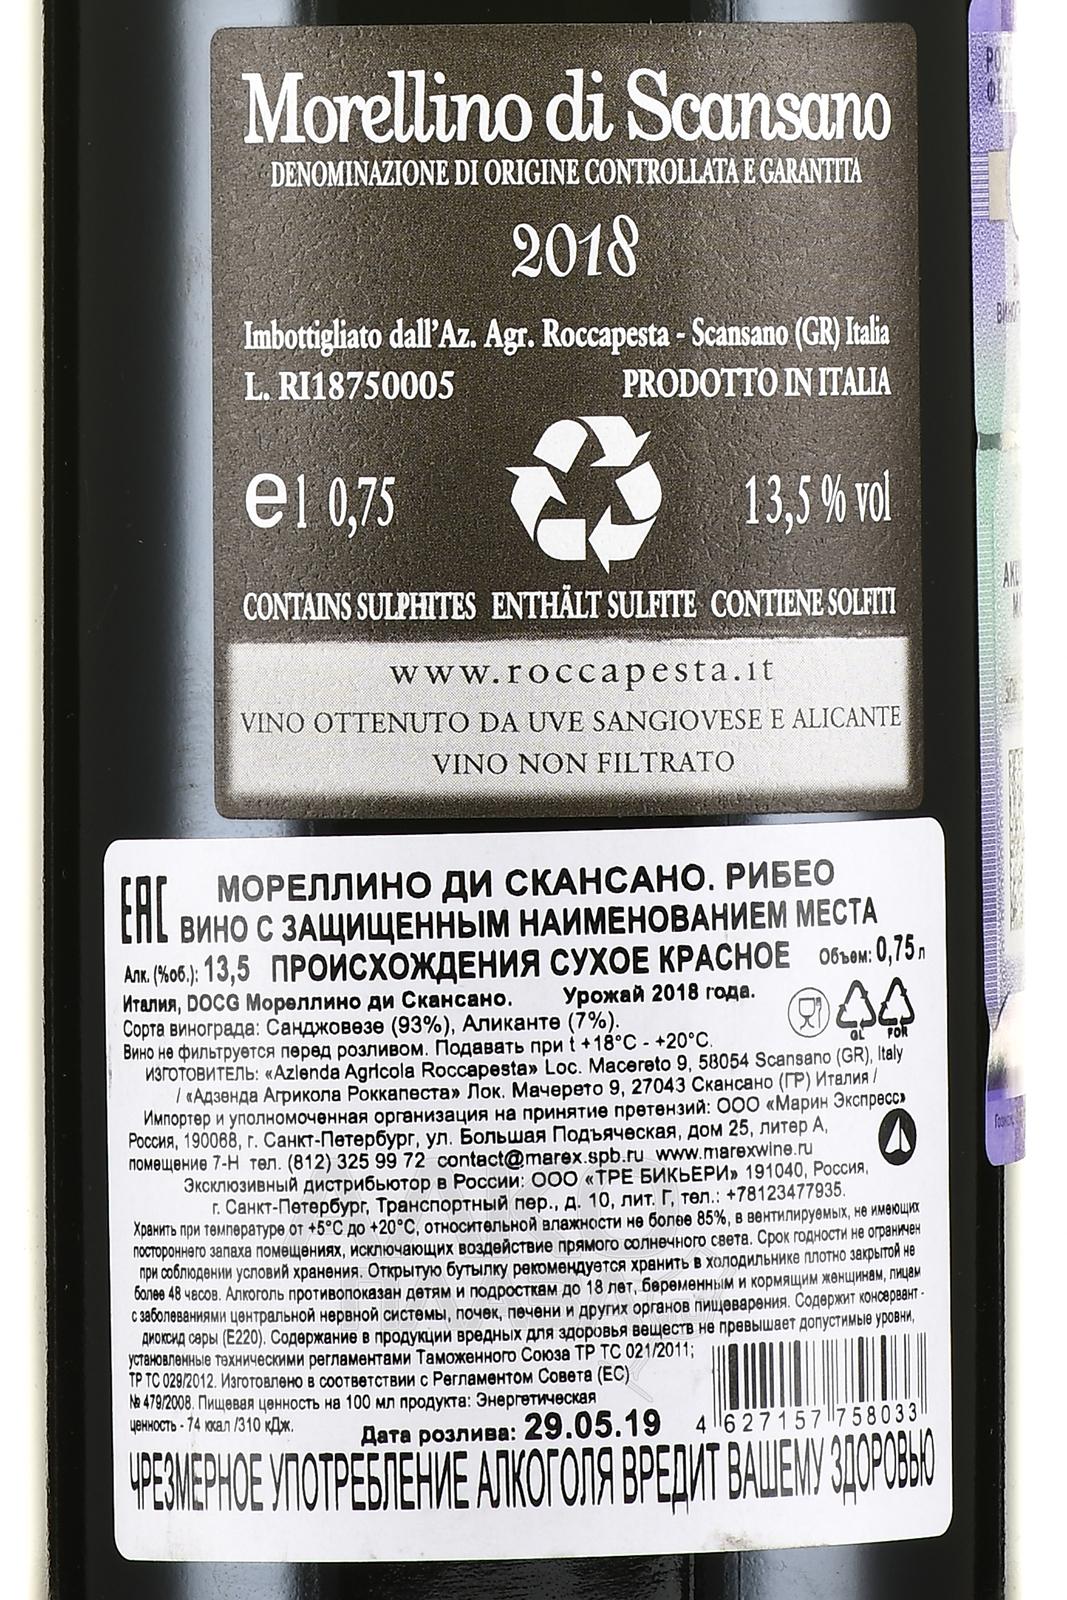 Morellino di Scansano
DENOMINAZIONE DI ORIGINE CONTROLLATA E GARANTITA
2018
Imbottigliato dall'Az. Agr. Roccapesta - Scansano (GR) Italia
L. RI18750005 PRODOTTO IN ITALIA
e l 0,75 13,5 % vol
CONTAINS SULPHITES ENTHÄLT SULFITE CONTIENE SOLFITI
www.roccapesta.it
VINO OTTENUTO DA UVE SANGIOVESE E ALICANTE
VINO NON FILTRATO
EAC МОРЕЛЛИНО ДИ СКАНСАНО. РИБЕО
ВИНО С ЗАЩИЩЕННЫМ НАИМЕНОВАНИЕМ МЕСТА
Алк. (%об.): 13,5 ПРОИСХОЖДЕНИЯ СУХОЕ КРАСНОЕ Объем: 0,75 л
Италия, DOCG Мореллино ди Скансано. Урожай 2018 года.
Сорта винограда: Санджовезе (93%), Аликанте (7%).
GL FOR
Вино не фильтруется перед розливом. Подавать при t +18°C - +20°C.
ИЗГОТОВИТЕЛЬ: «Azienda Agricola Roccapesta» Loc. Macereto 9, 58054 Scansano (GR), Italy
/ «Адзенда Агрикола Роккапеста» Лок. Мачерето 9, 27043 Скансано (ГР) Италия /
Импортер и уполномоченная организация на принятие претензий: ООО «Марин Экспресс»
Россия, 190068, г. Санкт-Петербург, ул. Большая Подъяческая, дом 25, литер А,
помещение 7-Н тел. (812) 325 99 72 contact@marex.spb.ru www.marexwine.ru
Эксклюзивный дистрибьютор в России: ООО «ТРЕ БИКЬЕРИ» 191040, Россия,
г. Санкт-Петербург, Транспортный пер., д. 10, лит. Г, тел.: +78123477935.
Хранить при температуре от +5°C до +20°C, относительной влажности не более 85%, в вентилируемых, не имеющих
постороннего запаха помещениях, исключающих воздействие прямого солнечного света. Срок годности не ограничен
при соблюдении условий хранения. Открытую бутылку рекомендуется хранить в холодильнике плотно закрытой не
более 48 часов. Алкоголь противопоказан детям и подросткам до 18 лет, беременным и кормящим женщинам, лицам
с заболеваниями центральной нервной системы, почек, печени и других органов пищеварения. Содержит консервант -
диоксид серы (Е220). Содержание в продукции вредных для здоровья веществ не превышает допустимые уровни,
установленные техническими регламентами Таможенного Союза ТР ТС 021/2011;
ТР ТС 029/2012. Изготовлено в соответствии с Регламентом Совета (ЕС)
№ 479/2008. Пищевая ценность на 100 мл продукта: Энергетическая
ценность - 74 ккал /310 кДж.
Дата розлива: 29.05.19
4 627157 758033
ЧРЕЗМЕРНОЕ УПОТРЕБЛЕНИЕ АЛКОГОЛЯ ВРЕДИТ ВАШЕМУ ЗДОРОВЬЮ